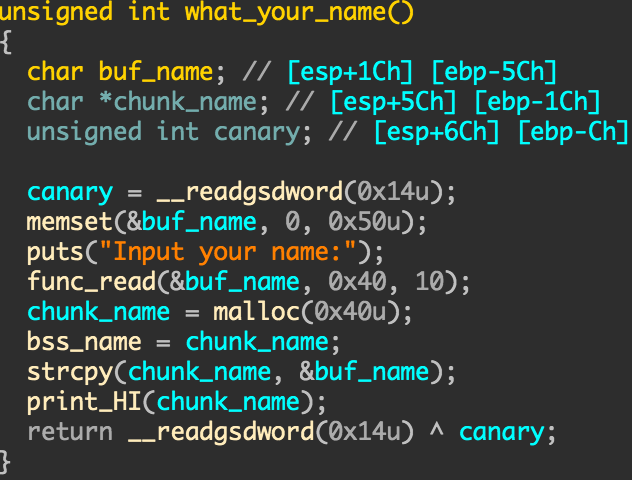 unsigned int what_your_name()
{
  char buf_name; // [esp+1Ch] [ebp-5Ch]
  char *chunk_name; // [esp+5Ch] [ebp-1Ch]
  unsigned int canary; // [esp+6Ch] [ebp-Ch]

  canary = __readgsdword(0x14u);
  memset(&buf_name, 0, 0x50u);
  puts("Input your name:");
  func_read(&buf_name, 0x40, 10);
  chunk_name = malloc(0x40u);
  bss_name = chunk_name;
  strcpy(chunk_name, &buf_name);
  print_HI(chunk_name);
  return __readgsdword(0x14u) ^ canary;
}